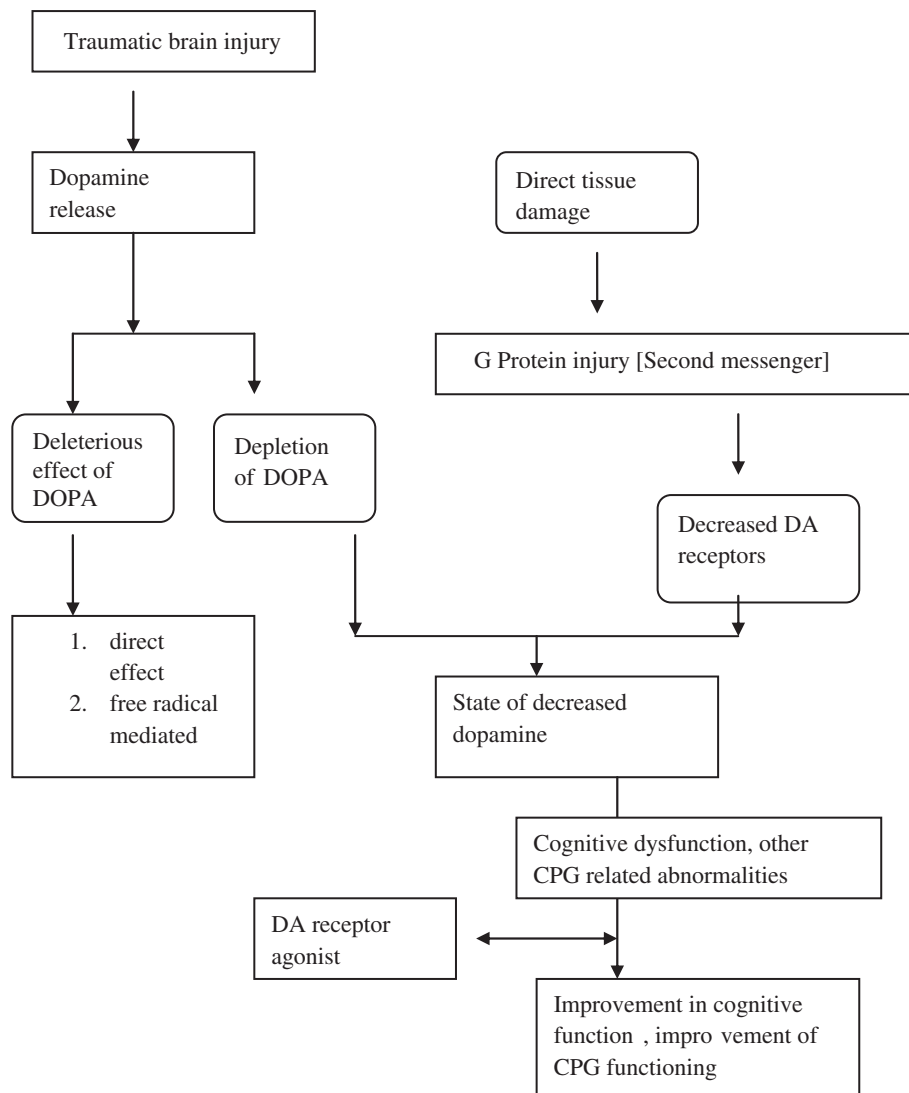 Traumatic brain injury
Dopamine
release
Direct tissue
damage
G Protein injury [Second messenger]
Deleterious
effect of
DOPA
Depletion
of DOPA
Decreased DA
receptors
1. direct
effect
2. free radical
mediated
State of decreased
dopamine
Cognitive dysfunction, other
CPG related abnormalities
DA receptor
agonist
Improvement in cognitive
function , impro vement of
CPG functioning